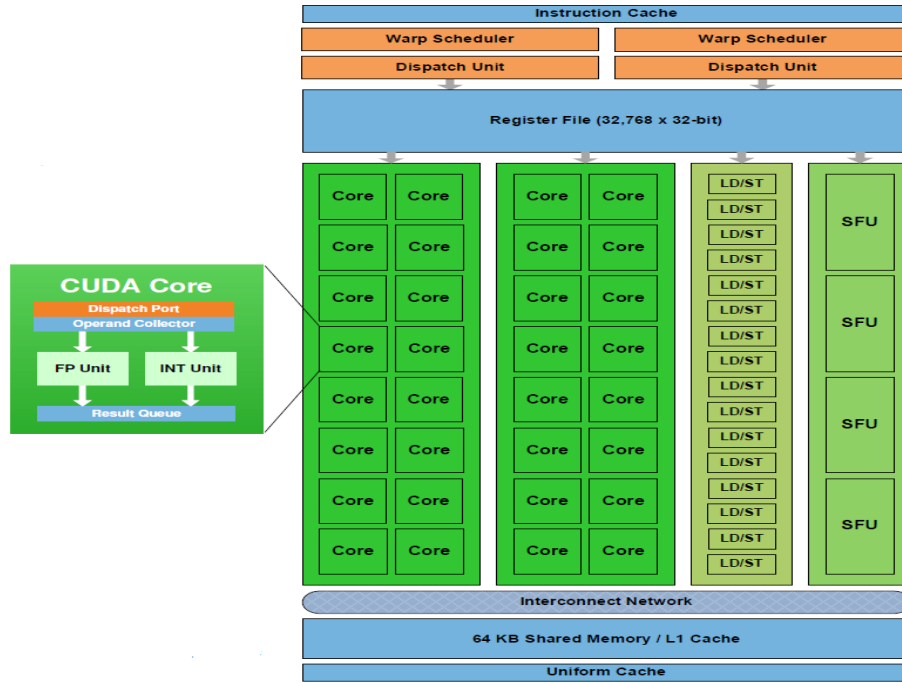 Instruction Cache
Warp Scheduler Warp Scheduler
Dispatch Unit Dispatch Unit
Register File (32,768 x 32-bit)
Core Core Core Core LD/ST SFU
LD/ST
Core Core Core Core LD/ST
LD/ST
Core Core Core Core LD/ST SFU
LD/ST
Core Core Core Core LD/ST
LD/ST
Core Core Core Core LD/ST SFU
LD/ST
Core Core Core Core LD/ST
LD/ST
Core Core Core Core LD/ST SFU
LD/ST
Core Core Core Core LD/ST
LD/ST
CUDA Core
Dispatch Port
Operand Collector
FP Unit INT Unit
Result Queue
Interconnect Network
64 KB Shared Memory / L1 Cache
Uniform Cache